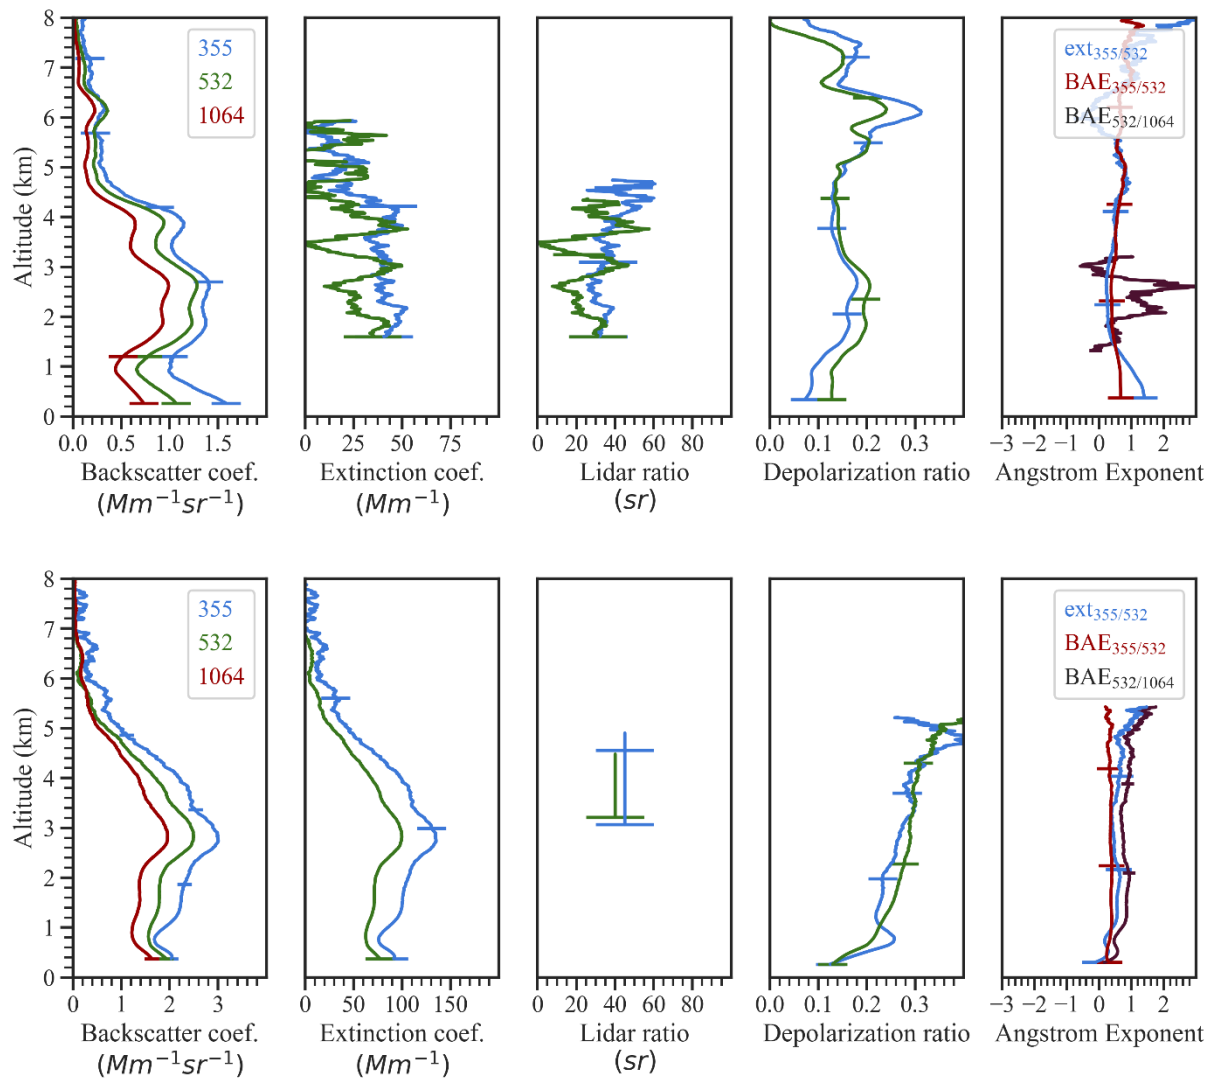 8
7
6
5
4
3
2
1
0
Altitude (km)
355
532
1064
0.0 0.5 1.0 1.5
Backscatter coef.
(Mm⁻¹sr⁻¹)
0 25 50 75
Extinction coef.
(Mm⁻¹)
0 20 40 60 80
Lidar ratio
(sr)
0.0 0.1 0.2 0.3
Depolarization ratio
ext355/532
BAE355/532
BAE532/1064
−3 −2 −1 0 1 2
Angstrom Exponent
8
7
6
5
4
3
2
1
0
Altitude (km)
355
532
1064
0 1 2 3
Backscatter coef.
(Mm⁻¹sr⁻¹)
0 50 100 150
Extinction coef.
(Mm⁻¹)
0 20 40 60 80
Lidar ratio
(sr)
0.0 0.1 0.2 0.3
Depolarization ratio
ext355/532
BAE355/532
BAE532/1064
−3 −2 −1 0 1 2
Angstrom Exponent